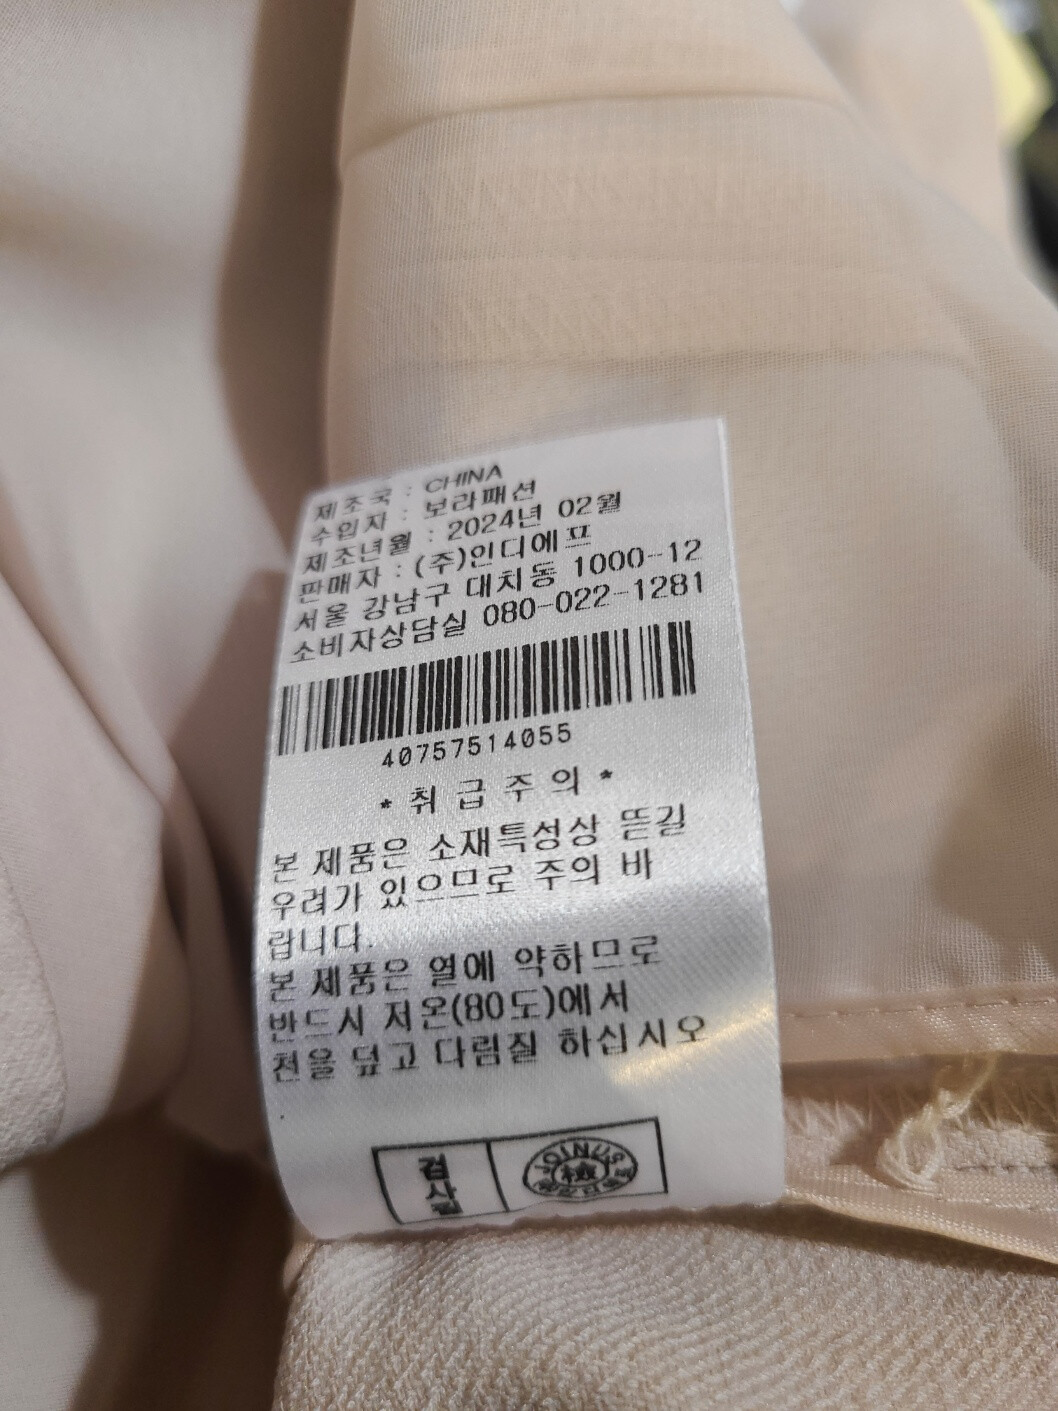 제조국 : CHINA
수입자 : 보라패션
제조년월 : 2024년 02월
판매자 : (주)인디에프
서울 강남구 대치동 1000-12
소비자상담실 080-022-1281
40757514055
* 취 급 주 의 *
본 제품은 소재특성상 뜯길
우려가 있으므로 주의 바
랍니다.
본 제품은 열에 약하므로
반드시 저온(80도)에서
천을 덮고 다림질 하십시오
검사필
JOINUS
檢